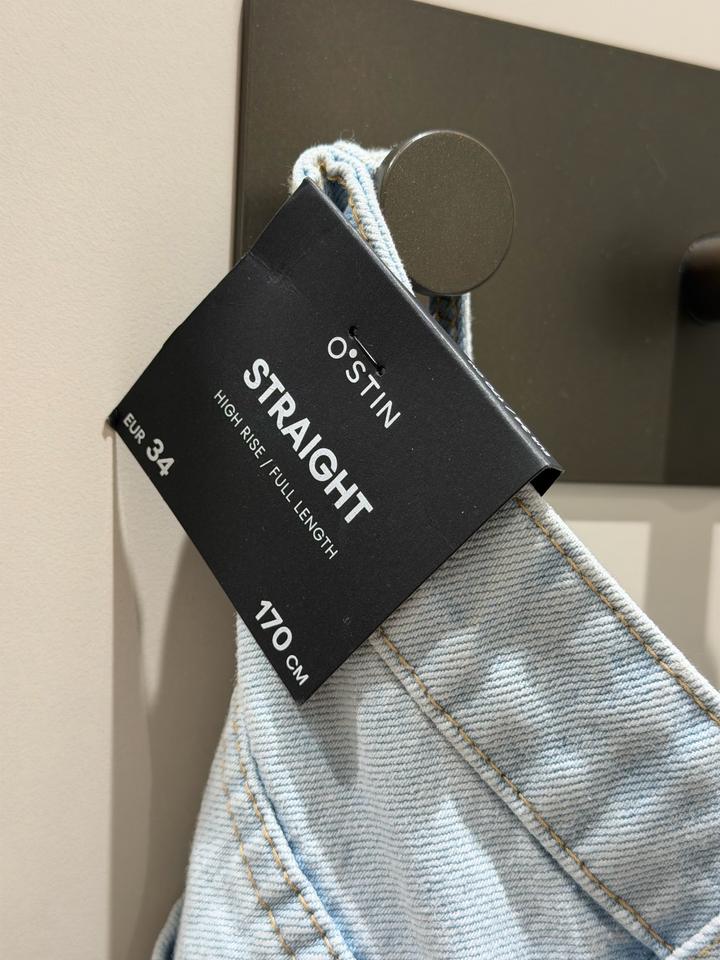 O'STIN
STRAIGHT
HIGH RISE / FULL LENGTH
EUR 34
170 CM